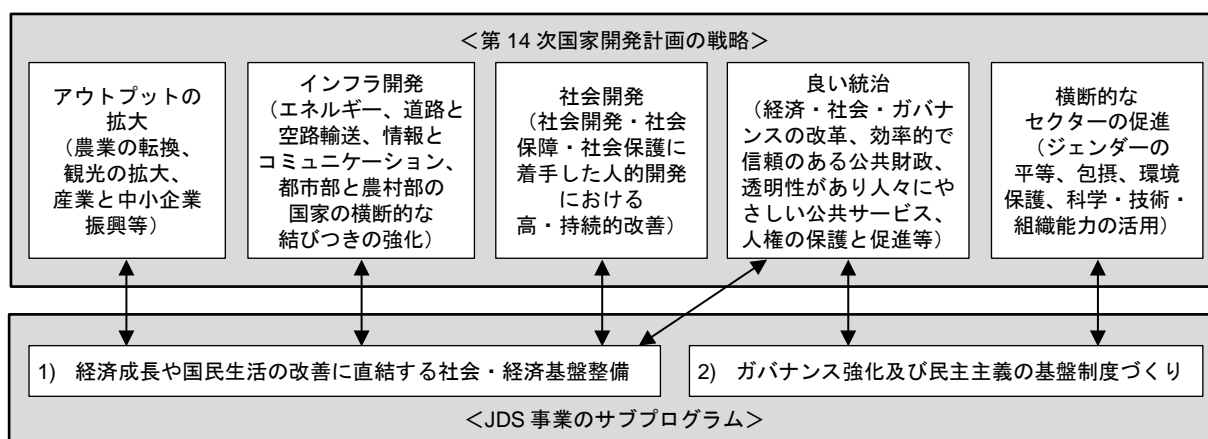 ＜第 14 次国家開発計画の戦略＞
アウトプットの
拡大
（農業の転換、
観光の拡大、
産業と中小企業
振興等）
インフラ開発
（エネルギー、道路と
空路輸送、情報と
コミュニケーション、
都市部と農村部の
国家の横断的な
結びつきの強化）
社会開発
（社会開発・社会
保障・社会保護に
着手した人的開発
における
高・持続的改善）
良い統治
（経済・社会・ガバナ
ンスの改革、効率的で
信頼のある公共財政、
透明性があり人々にや
さしい公共サービス、
人権の保護と促進等）
横断的な
セクターの促進
（ジェンダーの
平等、包摂、環境
保護、科学・技術・
組織能力の活用）
1) 経済成長や国民生活の改善に直結する社会・経済基盤整備
2) ガバナンス強化及び民主主義の基盤制度づくり
＜JDS 事業のサブプログラム＞